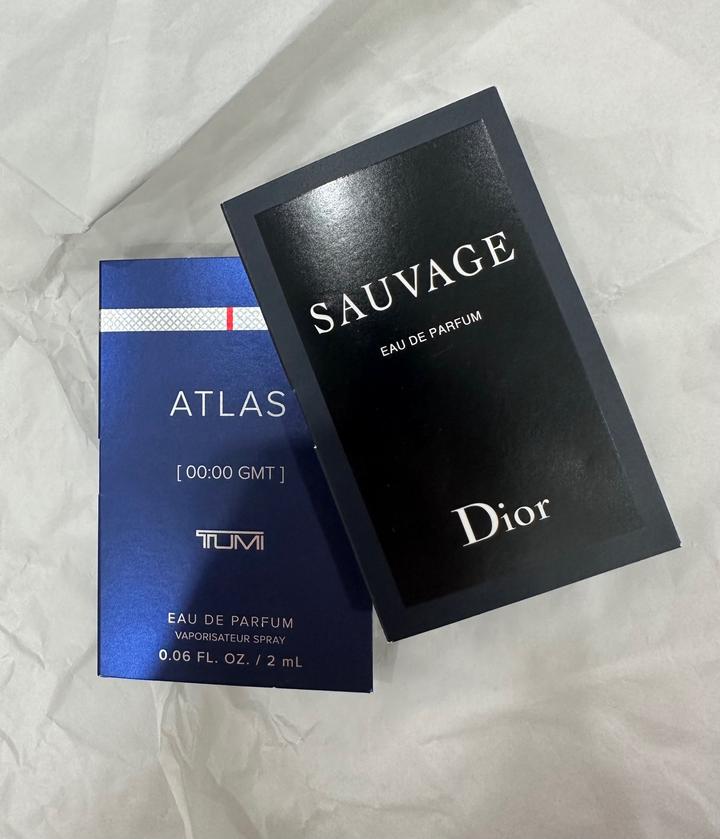 SAUVAGE
EAU DE PARFUM
Dior
ATLAS
[ 00:00 GMT ]
TUMI
EAU DE PARFUM
VAPORISATEUR SPRAY
0.06 FL. OZ. / 2 mL